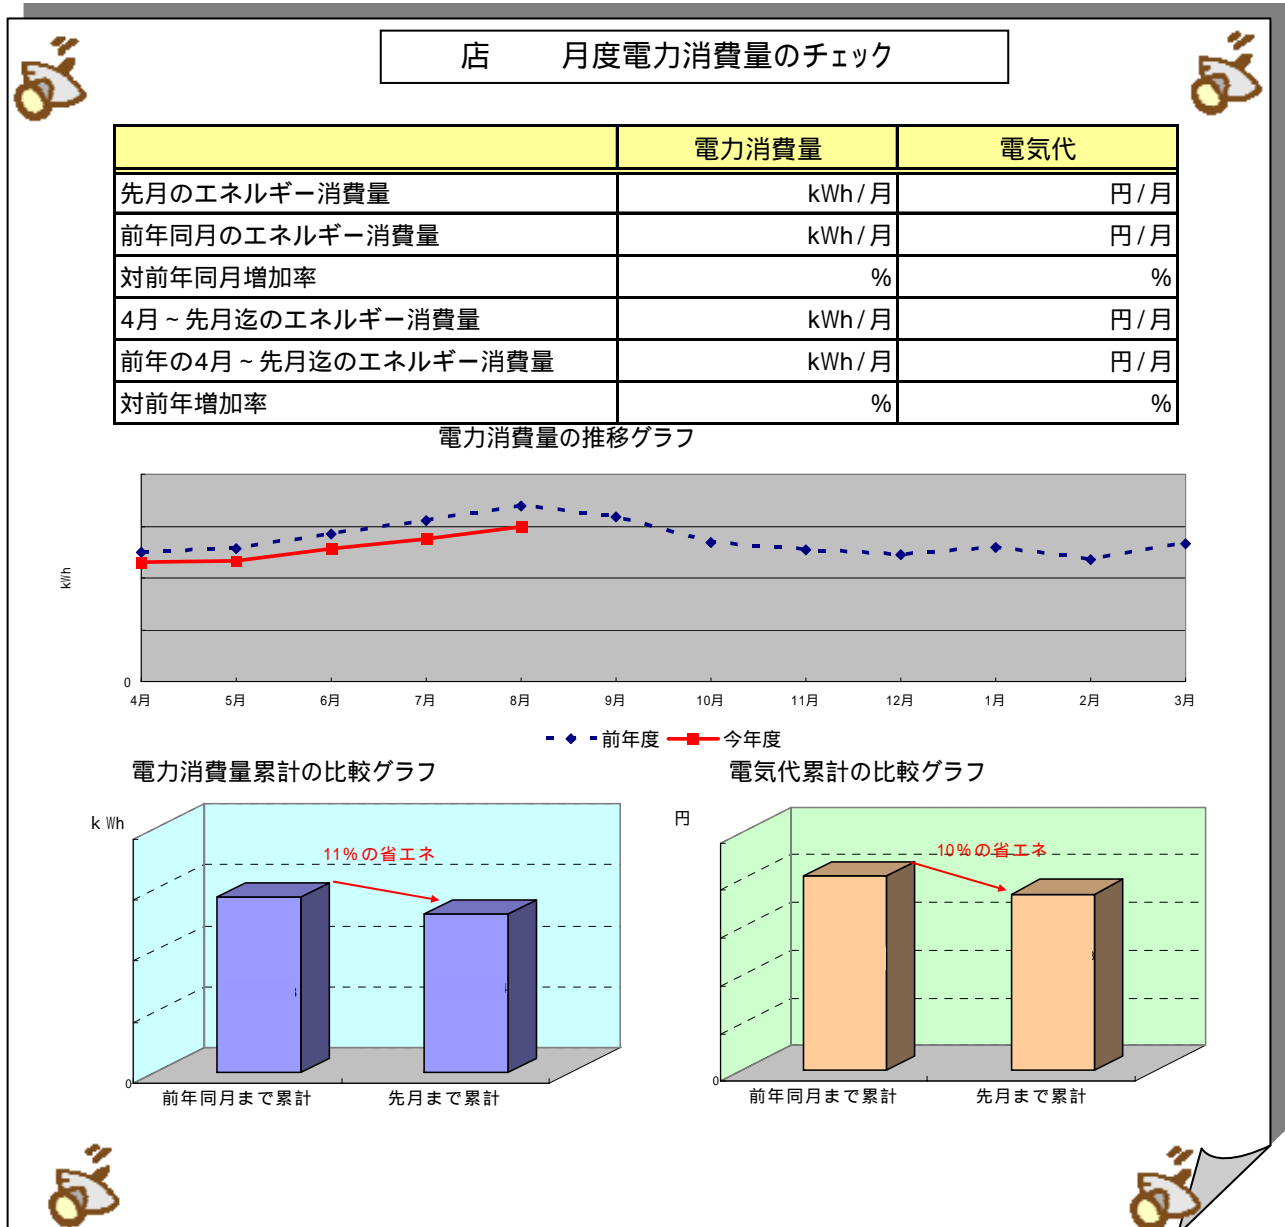 店　　月度電力消費量のチェック
電力消費量 電気代
先月のエネルギー消費量 kWh/月 円/月
前年同月のエネルギー消費量 kWh/月 円/月
対前年同月増加率 % %
4月~先月迄のエネルギー消費量 kWh/月 円/月
前年の4月~先月迄のエネルギー消費量 kWh/月 円/月
対前年増加率 % %
電力消費量の推移グラフ
kWh
0
4月 5月 6月 7月 8月 9月 10月 11月 12月 1月 2月 3月
前年度 今年度
電力消費量累計の比較グラフ
kWh
11%の省エネ
0
前年同月まで累計 先月まで累計
電気代累計の比較グラフ
円
10%の省エネ
0
前年同月まで累計 先月まで累計